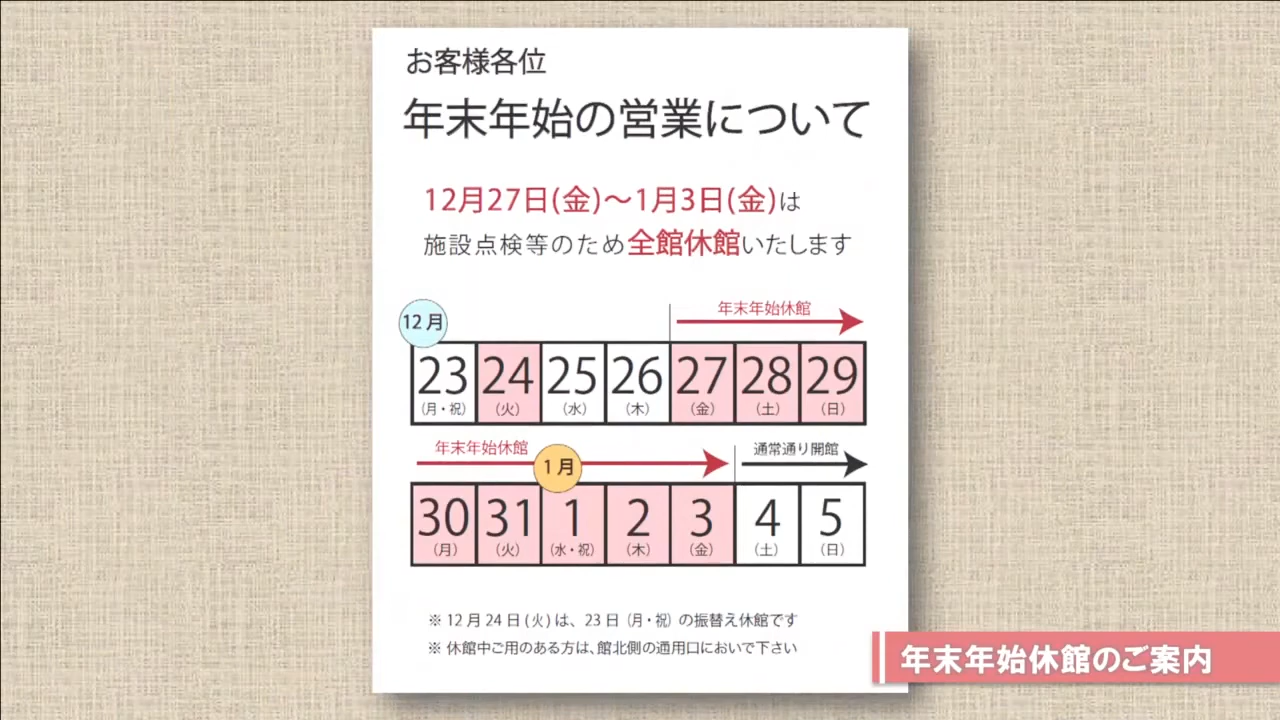 お客様各位
年末年始の営業について
12月27日(金)～1月3日(金)は
施設点検等のため全館休館いたします
年末年始休館
12月
23 24 25 26 27 28 29
(月・祝) (火) (水) (木) (金) (土) (日)
年末年始休館 1月 通常通り開館
30 31 1 2 3 4 5
(月) (火) (水・祝) (木) (金) (土) (日)
※ 12月24日(火)は、23日(月・祝)の振替え休館です
※ 休館中ご用のある方は、館北側の通用口においで下さい
年末年始休館のご案内